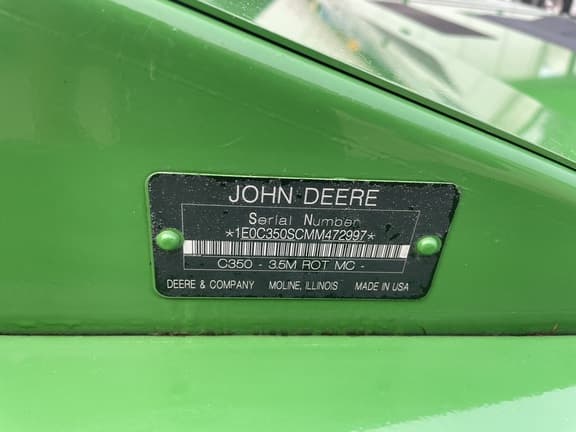 JOHN DEERE
Serial Number
*1E0C350SCMM472997*
C350 - 3.5M ROT MC -
DEERE & COMPANY MOLINE, ILLINOIS MADE IN USA